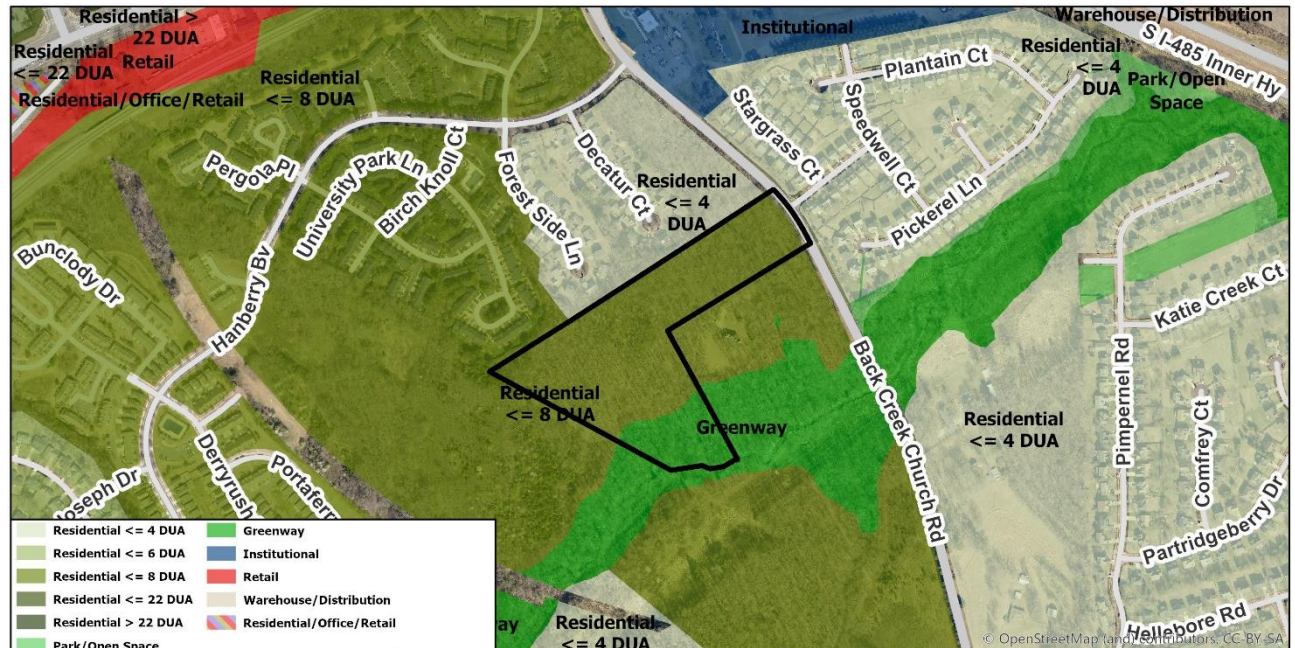 Residential >
22 DUA
Residential
<= 22 DUA
Retail
Residential/Office/Retail
Residential
<= 8 DUA
Institutional
Warehouse/Distribution
S I-485 Inner Hy
Residential
<= 4
DUA
Park/Open
Space
Plantain Ct
Speedwell Ct
Stargrass Ct
Pickerel Ln
Pergola Pl
University Park Ln
Birch Knoll Ct
Forest Side Ln
Decatur Ct
Residential
<= 4
DUA
Bunclody Dr
Hanberry Bv
Katie Creek Ct
Pimpernel Rd
Back Creek Church Rd
Residential
<= 8 DUA
Greenway
Residential
<= 4 DUA
Comfrey Ct
Derryrush
Portaferr
Joseph Dr
Partridgeberry Dr
Hellebore Rd
Residential
<= 4 DUA
way
Residential <= 4 DUA
Residential <= 6 DUA
Residential <= 8 DUA
Residential <= 22 DUA
Residential > 22 DUA
Park/Open Space
Greenway
Institutional
Retail
Warehouse/Distribution
Residential/Office/Retail
© OpenStreetMap (and) contributors, CC-BY-SA